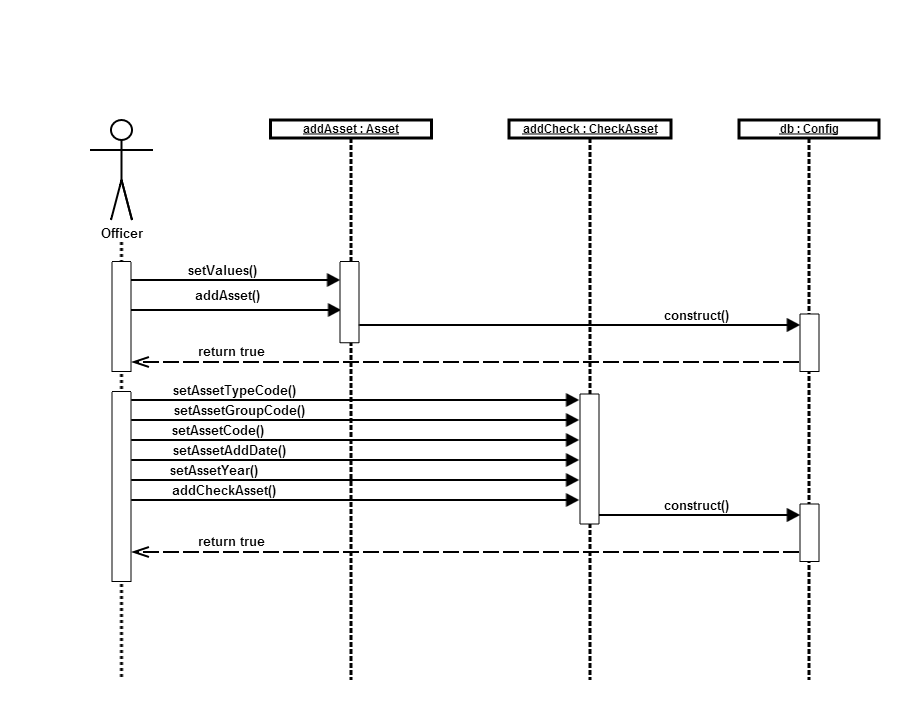 addAsset : Asset
addCheck : CheckAsset
db : Config
Officer
setValues()
addAsset()
construct()
return true
setAssetTypeCode()
setAssetGroupCode()
setAssetCode()
setAssetAddDate()
setAssetYear()
addCheckAsset()
construct()
return true